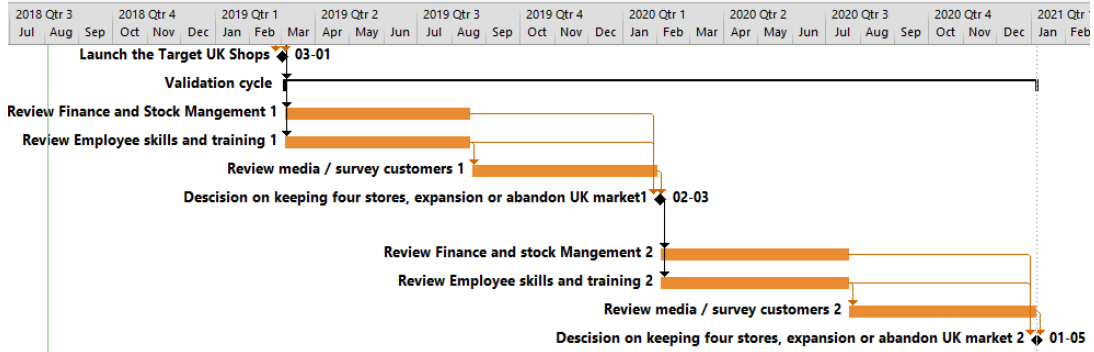 2018 Qtr 3 2018 Qtr 4 2019 Qtr 1 2019 Qtr 2 2019 Qtr 3 2019 Qtr 4 2020 Qtr 1 2020 Qtr 2 2020 Qtr 3 2020 Qtr 4 2021 Qtr
Jul Aug Sep Oct Nov Dec Jan Feb Mar Apr May Jun Jul Aug Sep Oct Nov Dec Jan Feb Mar Apr May Jun Jul Aug Sep Oct Nov Dec Jan Feb
Launch the Target UK Shops 03-01
Validation cycle
Review Finance and Stock Mangement 1
Review Employee skills and training 1
Review media / survey customers 1
Descision on keeping four stores, expansion or abandon UK market1 02-03
Review Finance and stock Mangement 2
Review Employee skills and training 2
Review media / survey customers 2
Descision on keeping four stores, expansion or abandon UK market 2 01-05